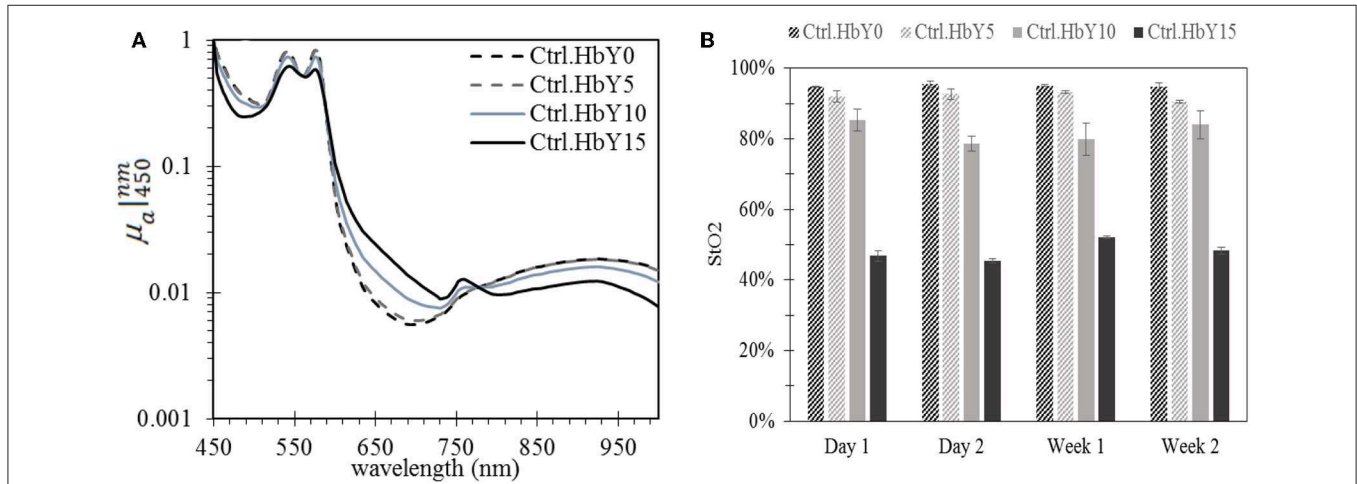 A
1
0.1
0.01
0.001
μₐ|⁠ⁿᵐ₄₅₀
Ctrl.HbY0
Ctrl.HbY5
Ctrl.HbY10
Ctrl.HbY15
450 550 650 750 850 950
wavelength (nm)
B
Ctrl.HbY0 Ctrl.HbY5 Ctrl.HbY10 Ctrl.HbY15
100%
80%
60%
40%
20%
0%
StO2
Day 1 Day 2 Week 1 Week 2